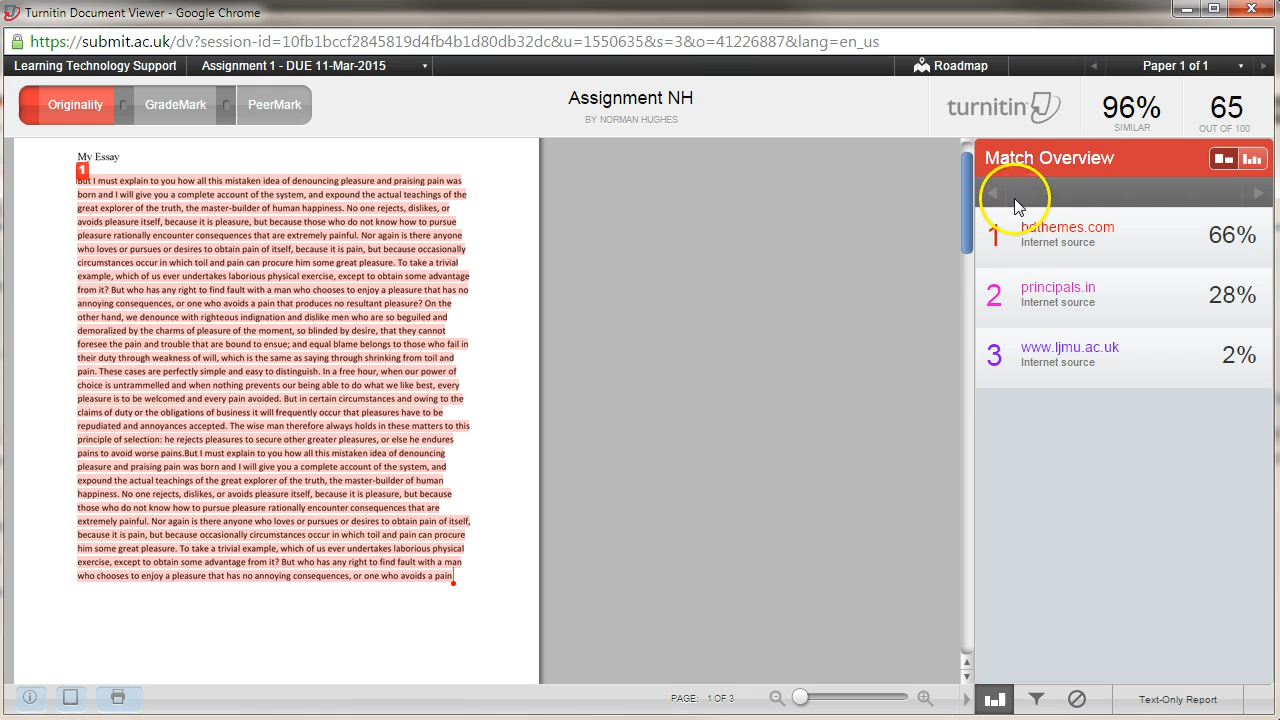 Turnitin Document Viewer - Google Chrome
https://submit.ac.uk/dv?session-id=10fb1bccf2845819d4fb4b1d80db32dc&u=1550635&s=3&o=41226887&lang=en_us
Learning Technology Support
Assignment 1 - DUE 11-Mar-2015
Roadmap
Paper 1 of 1
Originality
GradeMark
PeerMark
Assignment NH
BY NORMAN HUGHES
turnitin
96%
SIMILAR
65
OUT OF 100
My Essay
1
But I must explain to you how all this mistaken idea of denouncing pleasure and praising pain was
born and I will give you a complete account of the system, and expound the actual teachings of the
great explorer of the truth, the master-builder of human happiness. No one rejects, dislikes, or
avoids pleasure itself, because it is pleasure, but because those who do not know how to pursue
pleasure rationally encounter consequences that are extremely painful. Nor again is there anyone
who loves or pursues or desires to obtain pain of itself, because it is pain, but because occasionally
circumstances occur in which toil and pain can procure him some great pleasure. To take a trivial
example, which of us ever undertakes laborious physical exercise, except to obtain some advantage
from it? But who has any right to find fault with a man who chooses to enjoy a pleasure that has no
annoying consequences, or one who avoids a pain that produces no resultant pleasure? On the
other hand, we denounce with righteous indignation and dislike men who are so beguiled and
demoralized by the charms of pleasure of the moment, so blinded by desire, that they cannot
foresee the pain and trouble that are bound to ensue; and equal blame belongs to those who fail in
their duty through weakness of will, which is the same as saying through shrinking from toil and
pain. These cases are perfectly simple and easy to distinguish. In a free hour, when our power of
choice is untrammelled and when nothing prevents our being able to do what we like best, every
pleasure is to be welcomed and every pain avoided. But in certain circumstances and owing to the
claims of duty or the obligations of business it will frequently occur that pleasures have to be
repudiated and annoyances accepted. The wise man therefore always holds in these matters to this
principle of selection: he rejects pleasures to secure other greater pleasures, or else he endures
pains to avoid worse pains.But I must explain to you how all this mistaken idea of denouncing
pleasure and praising pain was born and I will give you a complete account of the system, and
expound the actual teachings of the great explorer of the truth, the master-builder of human
happiness. No one rejects, dislikes, or avoids pleasure itself, because it is pleasure, but because
those who do not know how to pursue pleasure rationally encounter consequences that are
extremely painful. Nor again is there anyone who loves or pursues or desires to obtain pain of itself,
because it is pain, but because occasionally circumstances occur in which toil and pain can procure
him some great pleasure. To take a trivial example, which of us ever undertakes laborious physical
exercise, except to obtain some advantage from it? But who has any right to find fault with a man
who chooses to enjoy a pleasure that has no annoying consequences, or one who avoids a pain
Match Overview
1 bdthemes.com 66%
Internet source
2 principals.in 28%
Internet source
3 www.ljmu.ac.uk 2%
Internet source
PAGE: 1 OF 3
Text-Only Report